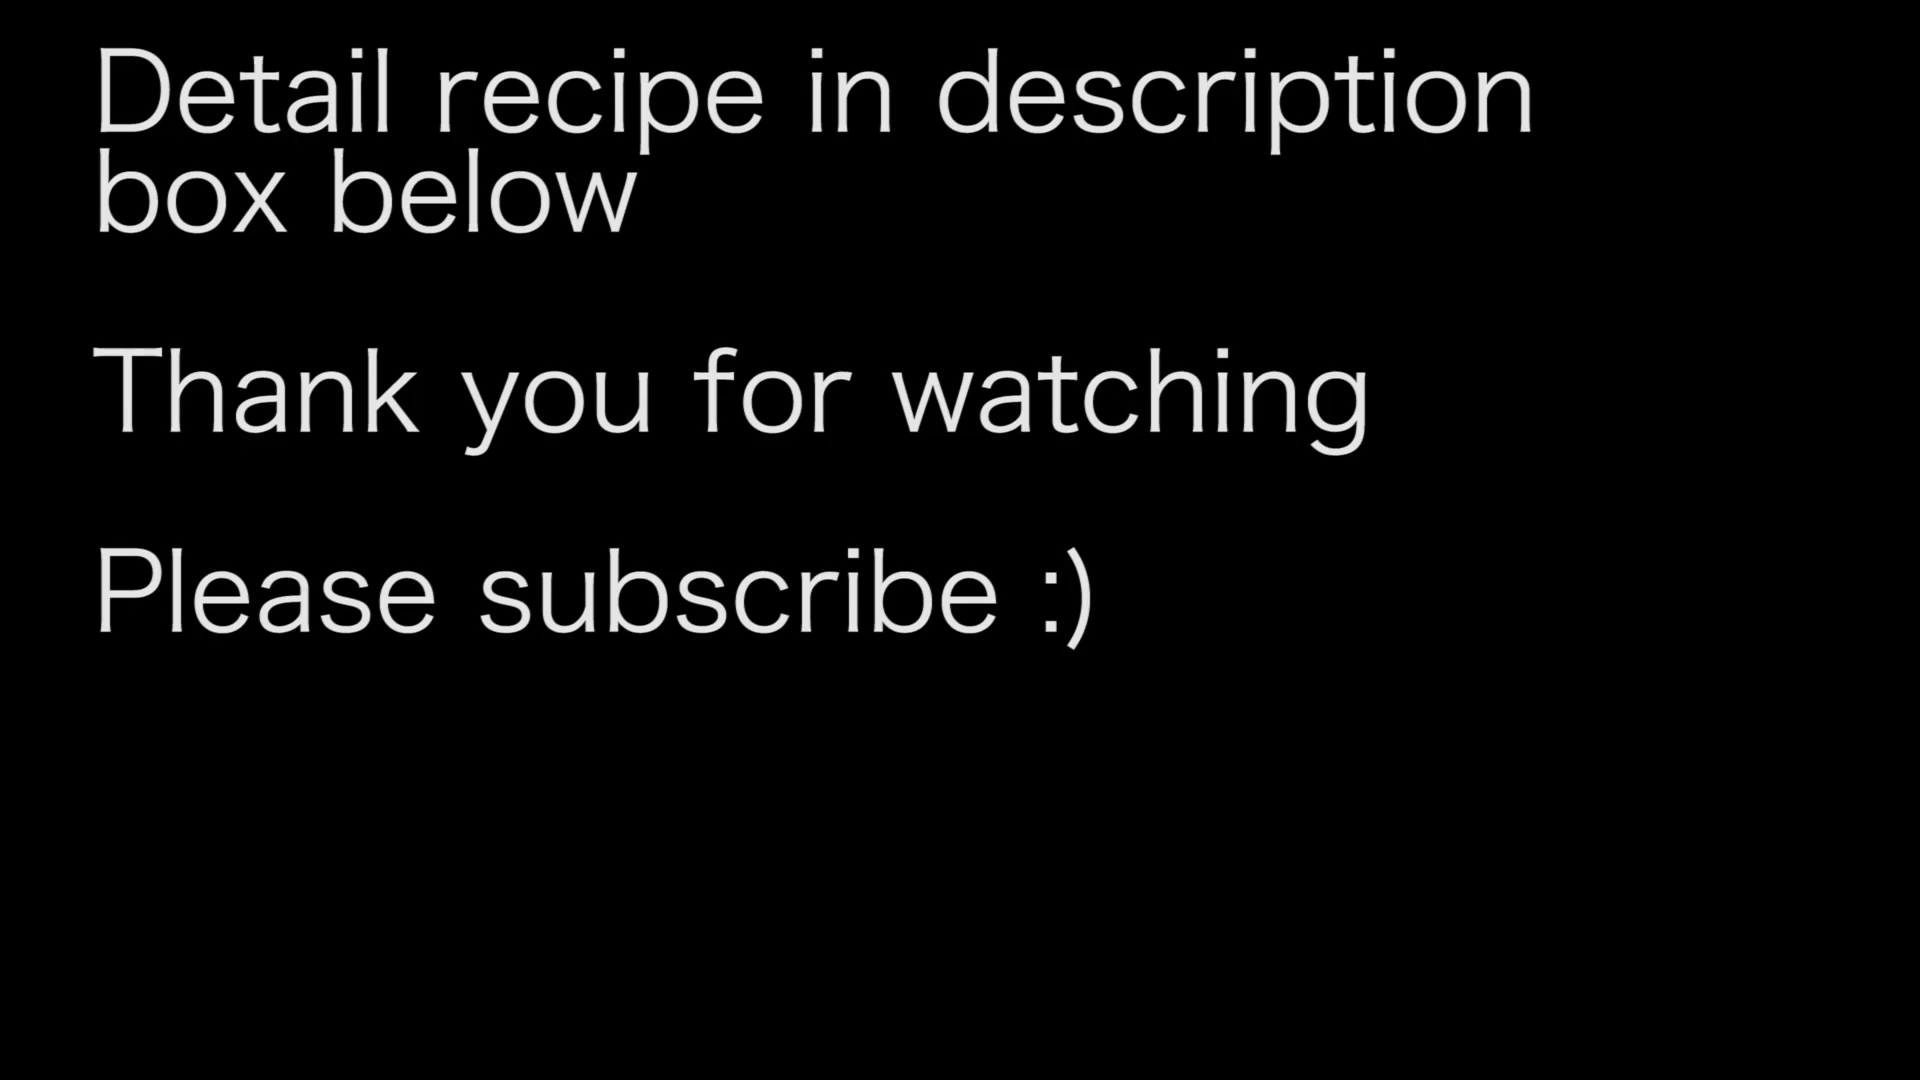 Detail recipe in description
box below
Thank you for watching
Please subscribe :)